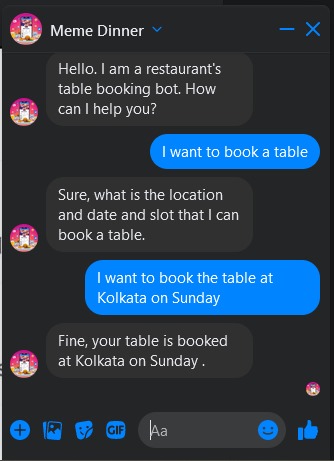 Meme Dinner
Hello. I am a restaurant's
table booking bot. How
can I help you?
I want to book a table
Sure, what is the location
and date and slot that I can
book a table.
I want to book the table at
Kolkata on Sunday
Fine, your table is booked
at Kolkata on Sunday .
GIF
Aa